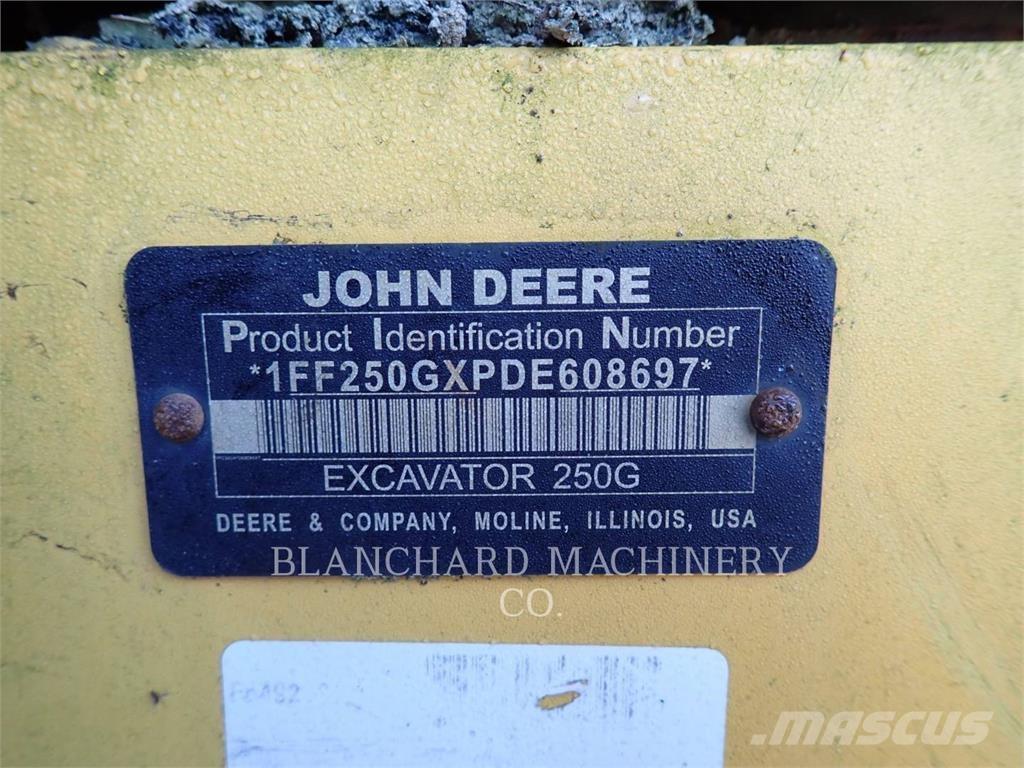 JOHN DEERE
Product Identification Number
*1FF250GXPDE608697*
EXCAVATOR 250G
DEERE & COMPANY, MOLINE, ILLINOIS, USA
BLANCHARD MACHINERY
CO.
MASCUS